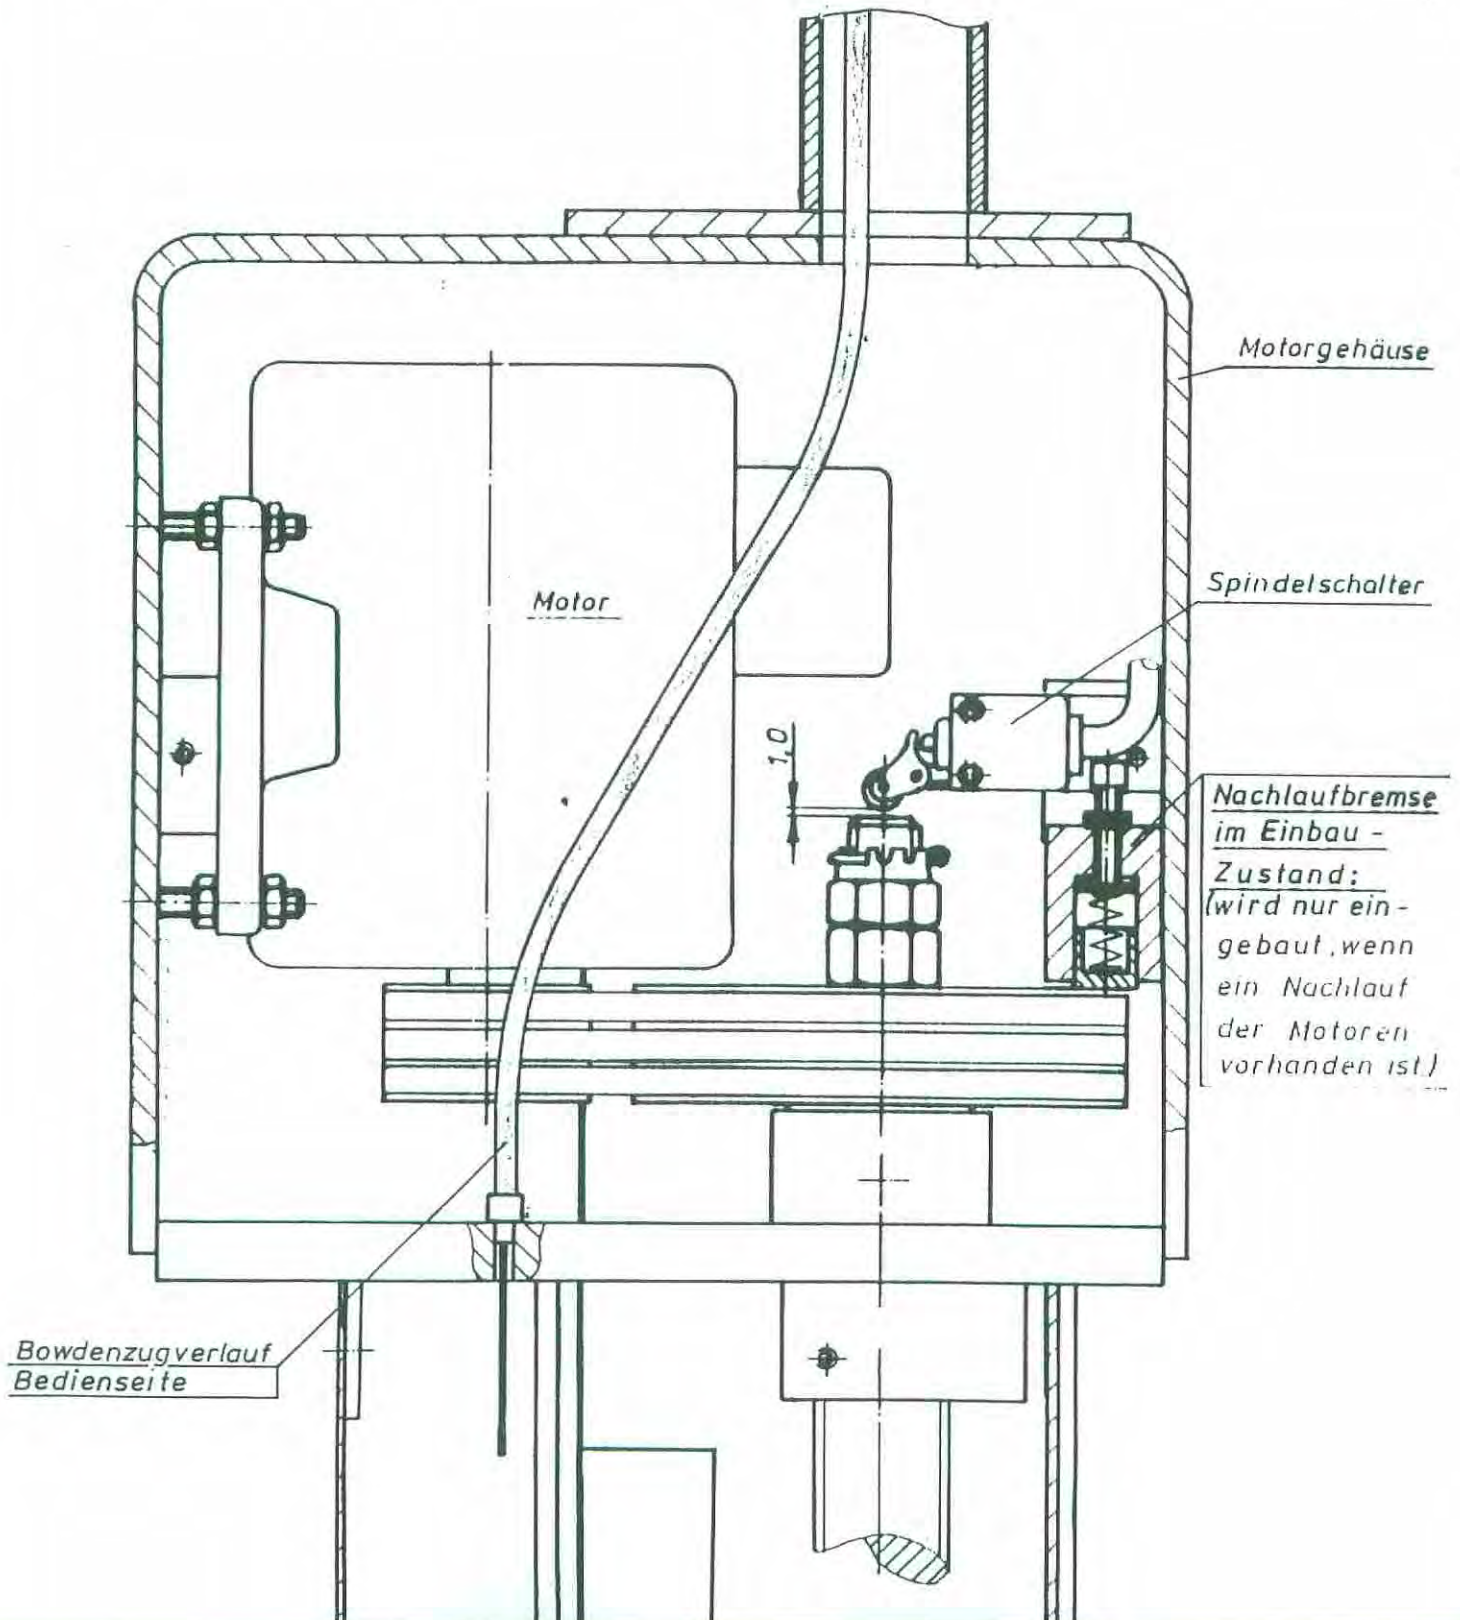 Motorgehäuse
Motor
Spindelschalter
1,0
Nachlaufbremse
im Einbau -
Zustand:
(wird nur ein-
gebaut, wenn
ein Nachlauf
der Motoren
vorhanden ist)
Bowdenzugverlauf
Bedienseite